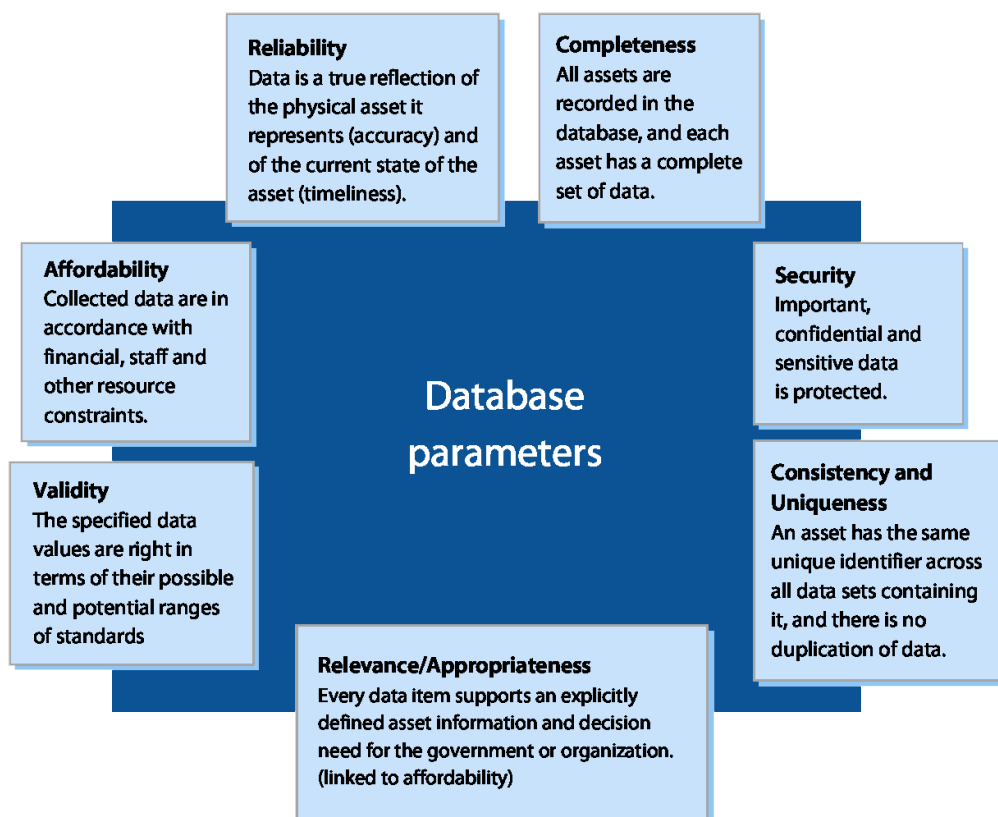 Reliability
Data is a true reflection of
the physical asset it
represents (accuracy) and
of the current state of the
asset (timeliness).
Completeness
All assets are
recorded in the
database, and each
asset has a complete
set of data.
Affordability
Collected data are in
accordance with
financial, staff and
other resource
constraints.
Security
Important,
confidential and
sensitive data
is protected.
Database
parameters
Validity
The specified data
values are right in
terms of their possible
and potential ranges
of standards
Consistency and
Uniqueness
An asset has the same
unique identifier across
all data sets containing
it, and there is no
duplication of data.
Relevance/Appropriateness
Every data item supports an explicitly
defined asset information and decision
need for the government or organization.
(linked to affordability)